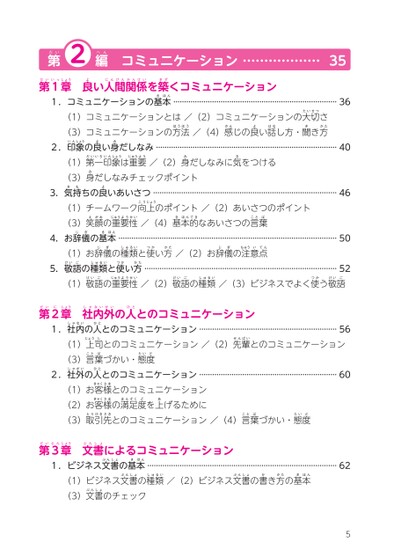 第2編 コミュニケーション ……………… 35
第1章 良い人間関係を築くコミュニケーション
1．コミュニケーションの基本 …… 36
（1）コミュニケーションとは ／（2）コミュニケーションの大切さ
（3）コミュニケーションの方法 ／（4）感じの良い話し方・聞き方
2．印象の良い身だしなみ …… 40
（1）第一印象は重要 ／（2）身だしなみに気をつける
（3）身だしなみチェックポイント
3．気持ちの良いあいさつ …… 46
（1）チームワーク向上のポイント ／（2）あいさつのポイント
（3）笑顔の重要性 ／（4）基本的なあいさつの言葉
4．お辞儀の基本 …… 50
（1）お辞儀の種類と使い方 ／（2）お辞儀の注意点
5．敬語の種類と使い方 …… 52
（1）敬語の重要性 ／（2）敬語の種類 ／（3）ビジネスでよく使う敬語
第2章 社内外の人とのコミュニケーション
1．社内の人とのコミュニケーション …… 56
（1）上司とのコミュニケーション ／（2）先輩とのコミュニケーション
（3）言葉づかい・態度
2．社外の人とのコミュニケーション …… 60
（1）お客様とのコミュニケーション
（2）お客様の満足度を上げるために
（3）取引先とのコミュニケーション ／（4）言葉づかい・態度
第3章 文書によるコミュニケーション
1．ビジネス文書の基本 …… 62
（1）ビジネス文書の種類 ／（2）ビジネス文書の書き方の基本
（3）文書のチェック
5